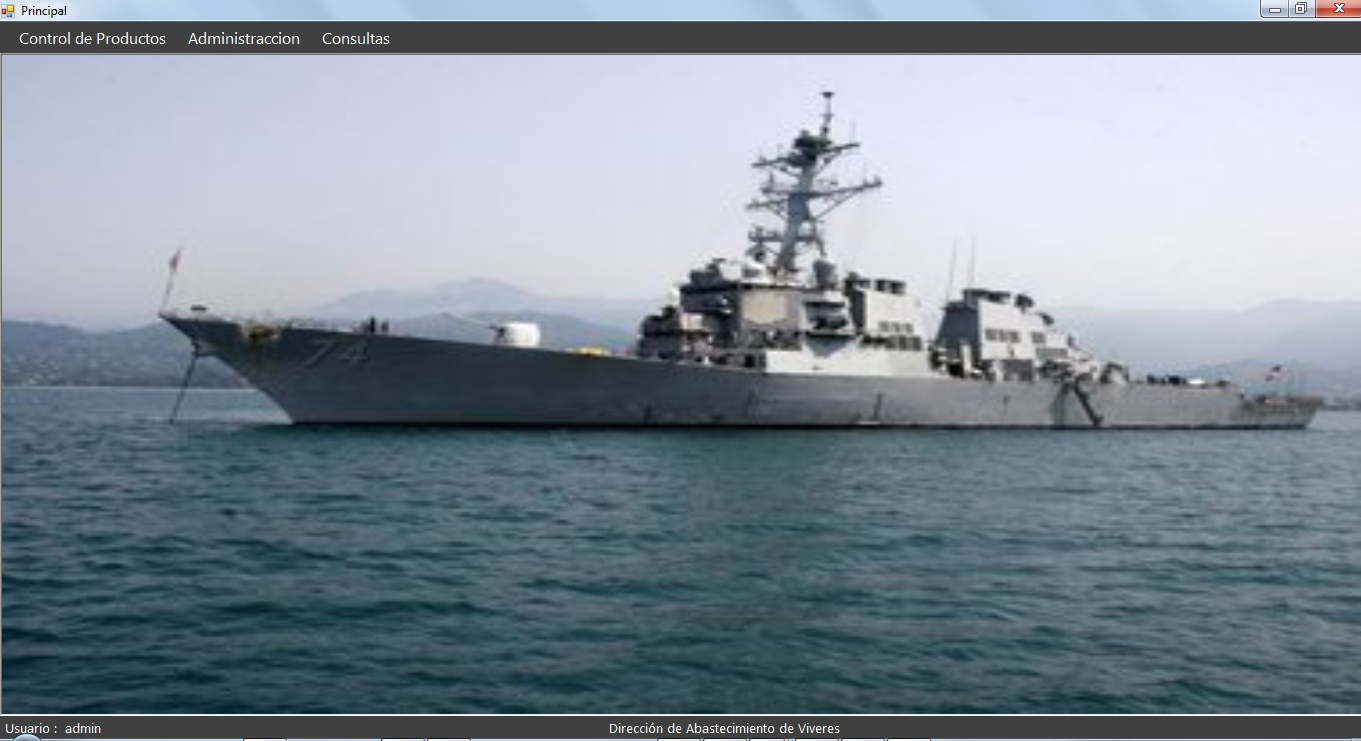 Principal
Control de Productos Administraccion Consultas
74
Usuario : admin Dirección de Abastecimiento de Viveres